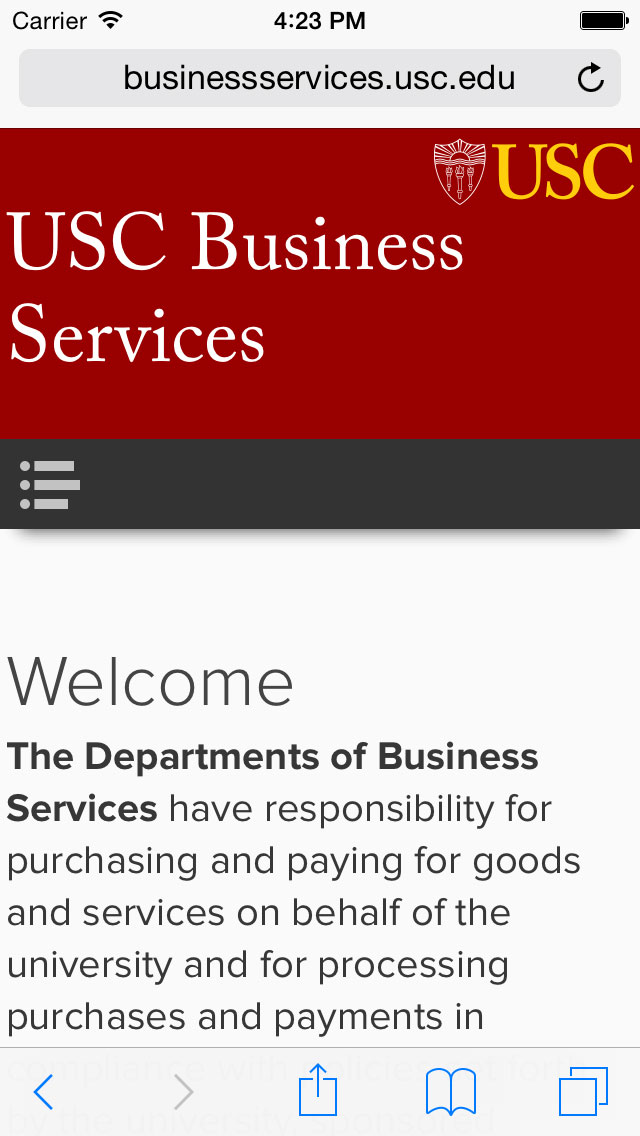 Carrier 4:23 PM
businessservices.usc.edu
USC
USC Business
Services
Welcome
The Departments of Business
Services have responsibility for
purchasing and paying for goods
and services on behalf of the
university and for processing
purchases and payments in
compliance with policies set forth
by the university, sponsored